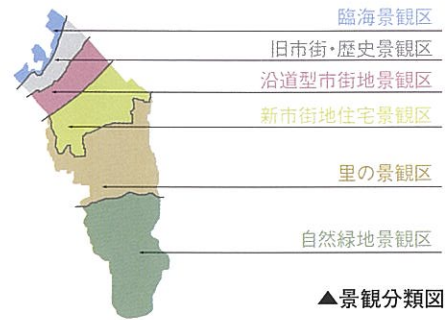 臨海景観区
旧市街・歴史景観区
沿道型市街地景観区
新市街地住宅景観区
里の景観区
自然緑地景観区
▲景観分類図